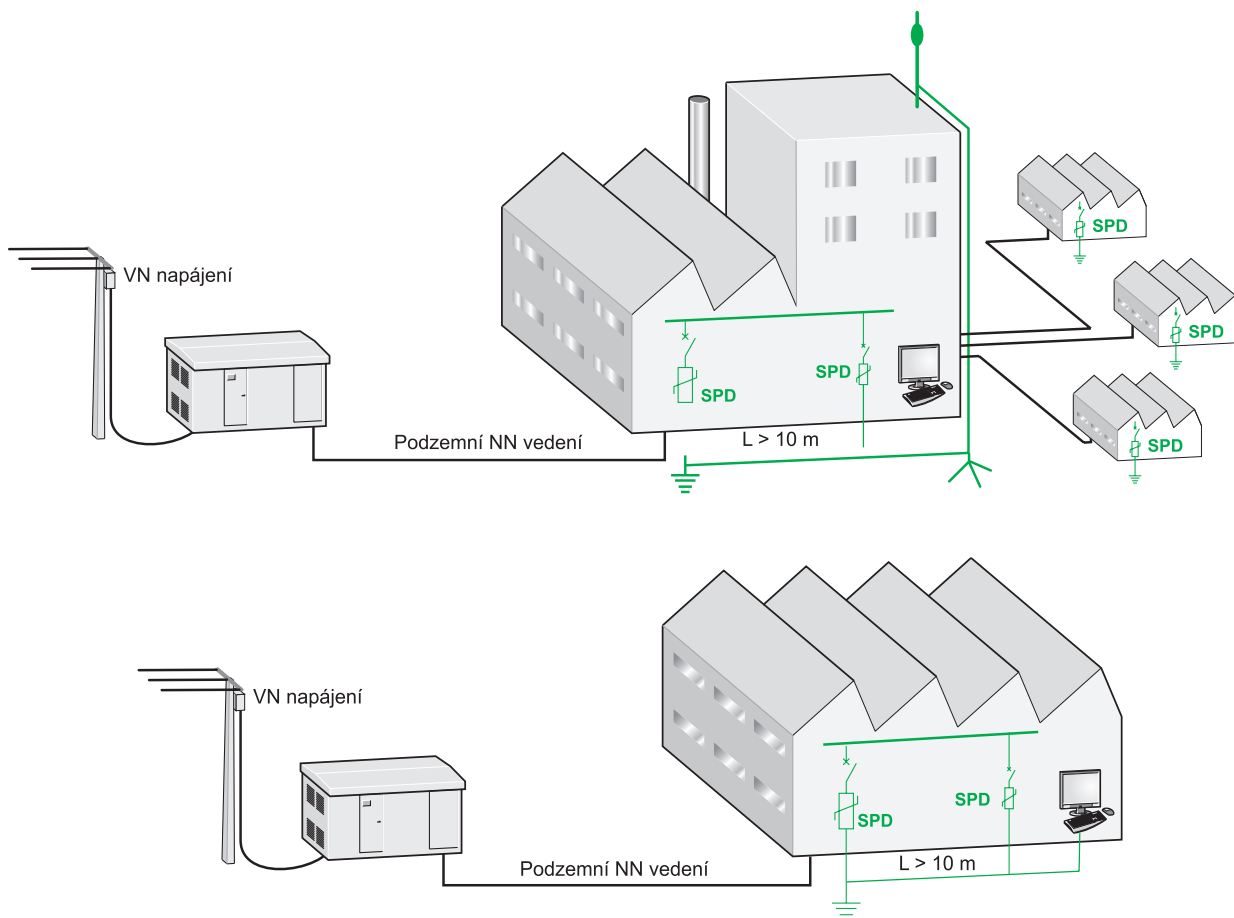 VN napájení
SPD
SPD
SPD
SPD
SPD
Podzemní NN vedení
L > 10 m
VN napájení
SPD
SPD
Podzemní NN vedení
L > 10 m